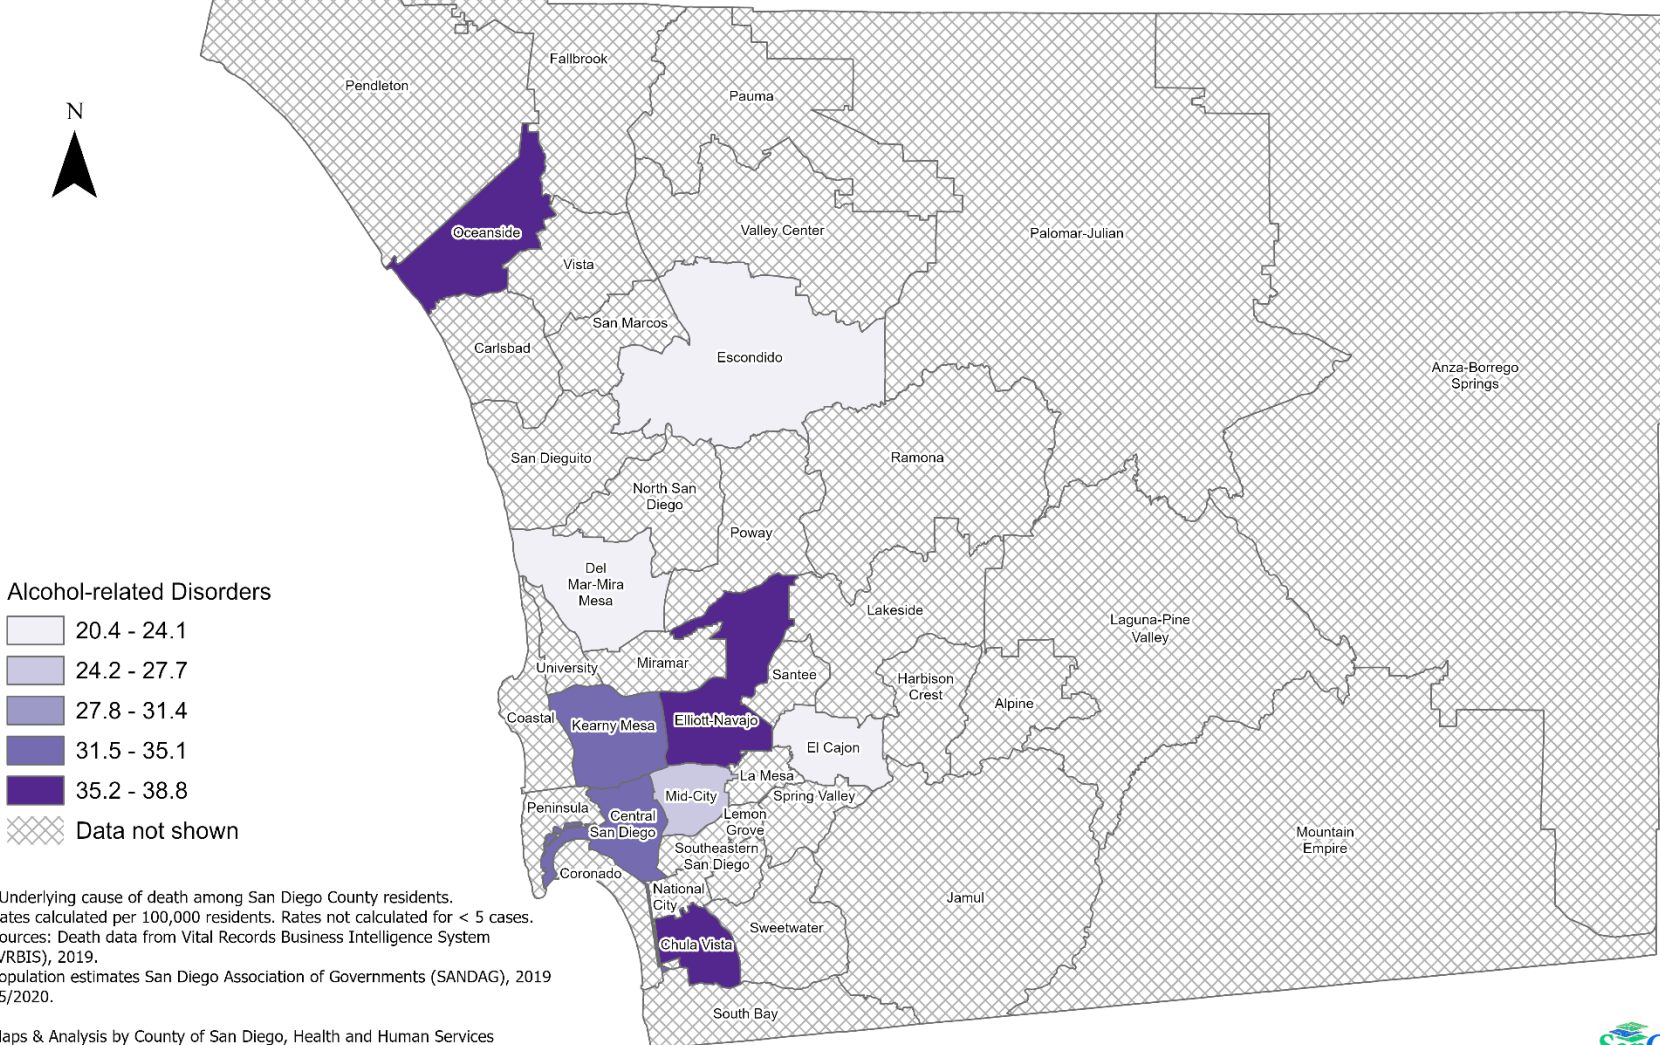 Fallbrook
Pendleton
Pauma
N
Oceanside
Valley Center
Palomar-Julian
Vista
San Marcos
Carlsbad
Escondido
Anza-Borrego
Springs
San Dieguito
Ramona
North San
Diego
Poway
Del
Mar-Mira
Mesa
Lakeside
Laguna-Pine
Valley
University
Miramar
Santee
Harbison
Crest
Alpine
Coastal
Kearny Mesa
Elliott-Navajo
El Cajon
La Mesa
Mid-City
Spring Valley
Peninsula
Central
San Diego
Lemon
Grove
Southeastern
San Diego
Mountain
Empire
Coronado
National
City
Jamul
Sweetwater
Chula Vista
South Bay
Alcohol-related Disorders
20.4 - 24.1
24.2 - 27.7
27.8 - 31.4
31.5 - 35.1
35.2 - 38.8
Data not shown
Underlying cause of death among San Diego County residents.
ates calculated per 100,000 residents. Rates not calculated for < 5 cases.
ources: Death data from Vital Records Business Intelligence System
VRBIS), 2019.
opulation estimates San Diego Association of Governments (SANDAG), 2019
5/2020.
laps & Analysis by County of San Diego, Health and Human Services